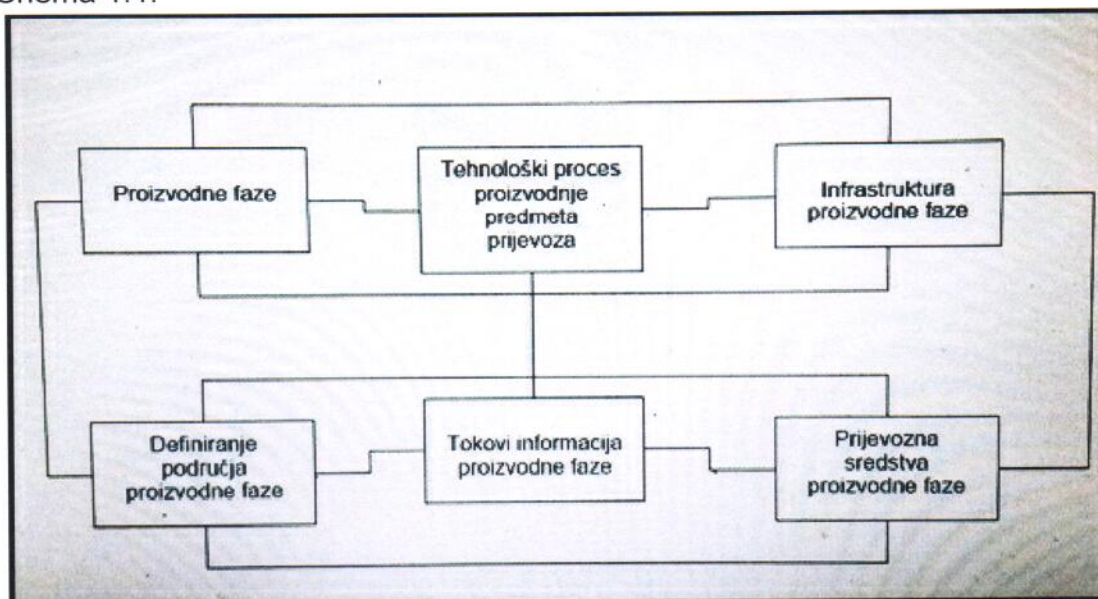 Proizvodne faze
Tehnološki proces
proizvodnje
predmeta
prijevoza
Infrastruktura
proizvodne faze
Definiranje
područja
proizvodne faze
Tokovi informacija
proizvodne faze
Prijevozna
sredstva
proizvodne faze